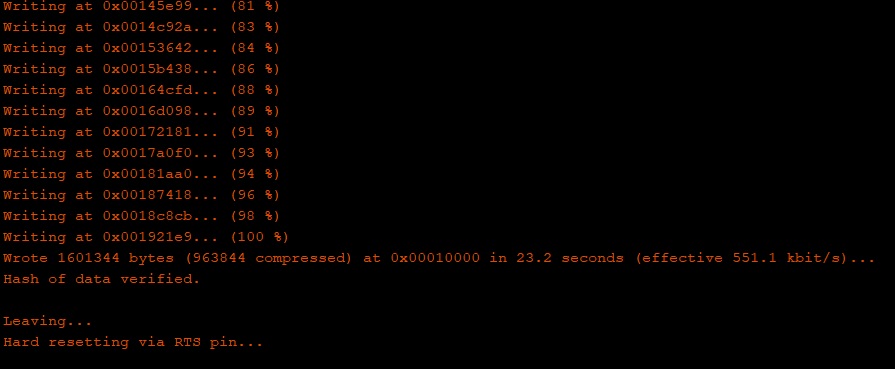 Writing at 0x00145e99... (81 %)
Writing at 0x0014c92a... (83 %)
Writing at 0x00153642... (84 %)
Writing at 0x0015b438... (86 %)
Writing at 0x00164cfd... (88 %)
Writing at 0x0016d098... (89 %)
Writing at 0x00172181... (91 %)
Writing at 0x0017a0f0... (93 %)
Writing at 0x00181aa0... (94 %)
Writing at 0x00187418... (96 %)
Writing at 0x0018c8cb... (98 %)
Writing at 0x001921e9... (100 %)
Wrote 1601344 bytes (963844 compressed) at 0x00010000 in 23.2 seconds (effective 551.1 kbit/s)...
Hash of data verified.

Leaving...
Hard resetting via RTS pin...